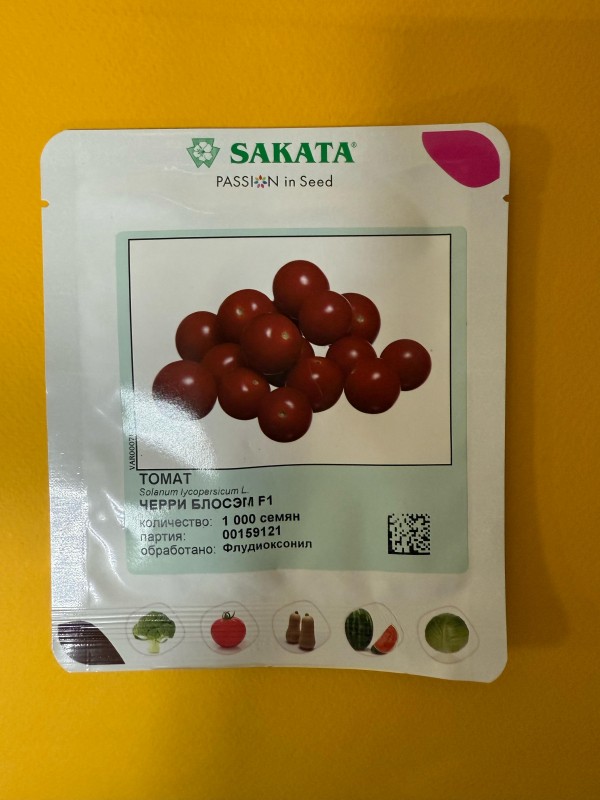 SAKATA®
PASSION in Seed
ТОМАТ
Solanum lycopersicum L.
ЧЕРРИ БЛОСЭМ F1
количество: 1 000 семян
партия: 00159121
обработано: Флудиоксонил